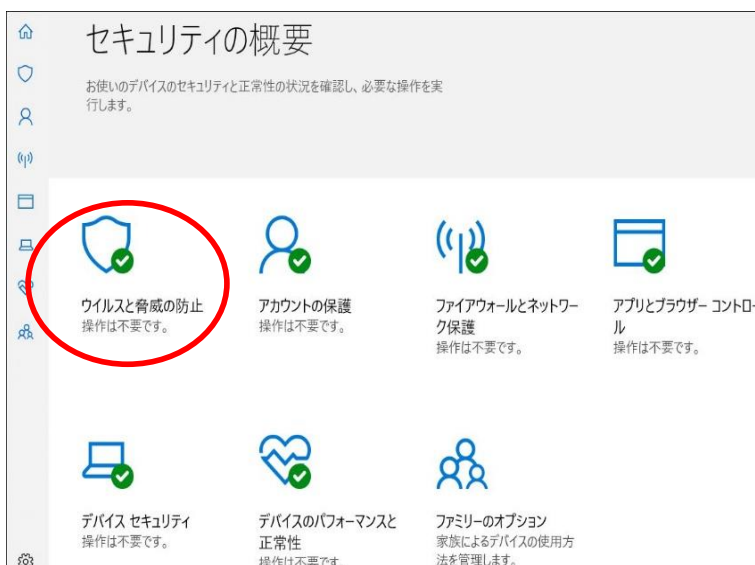 セキュリティの概要
お使いのデバイスのセキュリティと正常性の状況を確認し、必要な操作を実
行します。
ウイルスと脅威の防止
操作は不要です。
アカウントの保護
操作は不要です。
ファイアウォールとネットワー
ク保護
操作は不要です。
アプリとブラウザー コントロー
ル
操作は不要です。
デバイス セキュリティ
操作は不要です。
デバイスのパフォーマンスと
正常性
操作は不要です。
ファミリーのオプション
家族によるデバイスの使用方
法を管理します。